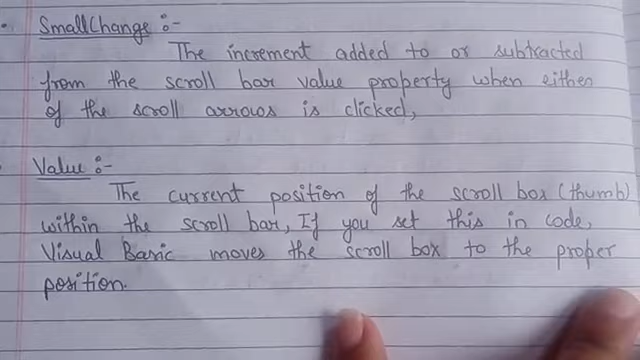 SmallChange :-
The increment added to or subtracted
from the scroll bar value property when either
of the scroll arrows is clicked,
Value :-
The current position of the scroll box (thumb)
within the scroll bar, If you set this in code,
Visual Basic moves the scroll box to the proper
position.